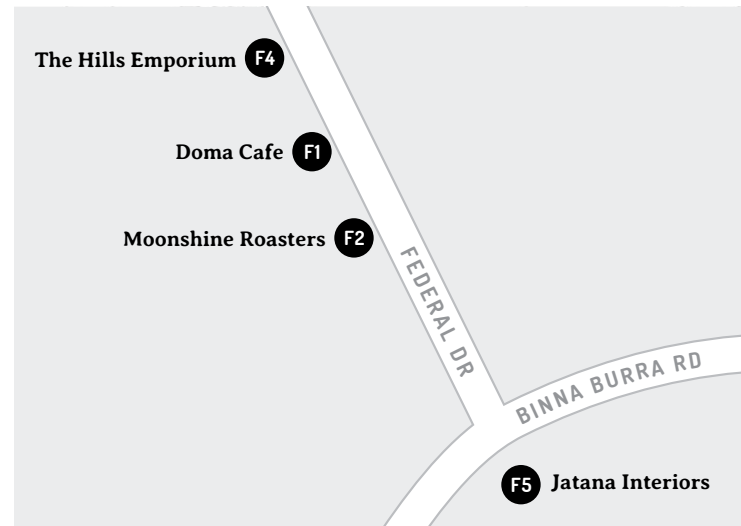 The Hills Emporium F4
Doma Cafe F1
Moonshine Roasters F2
FEDERAL DR
BINNA BURRA RD
F5 Jatana Interiors